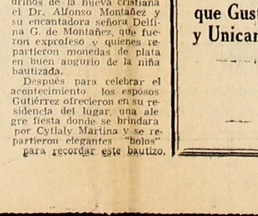 drinos de la nueva cristiana
el Dr. Alfonso Montañez y
su encantadora señora Delfi-
na G. de Montañez, que fue-
ron exprofeso y quienes re-
partieron monedas de plata
en buen augurio de la niña
bautizada.
Después para celebrar el
acontecimiento los esposos
Gutiérrez ofrecieron en su re-
sidencia del lugar, una ale
gre fiesta donde se brindara
por Cytlaly Martina y se re-
partieron elegantes "bolos"
para recordar este bautizo.
que Gus
y Unica